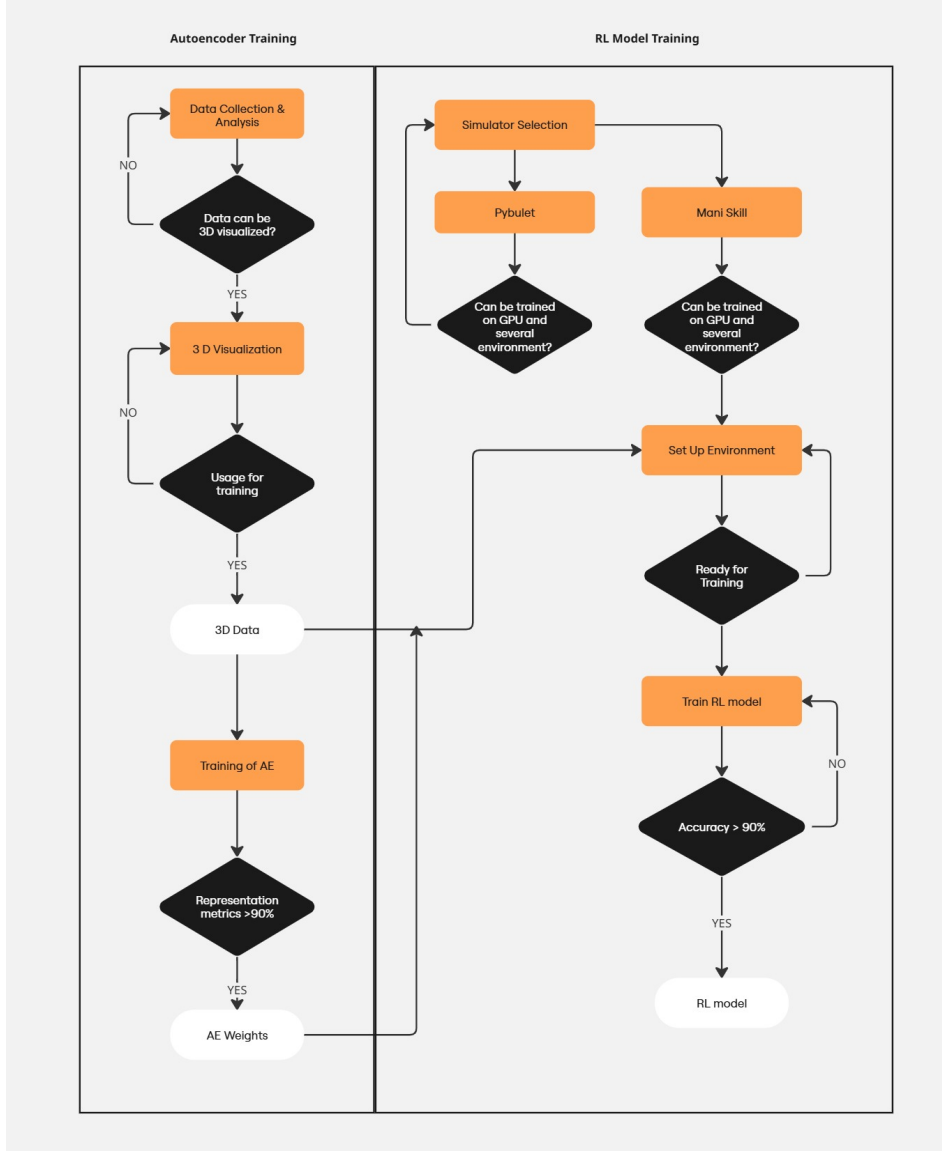 Autoencoder Training
Data Collection &
Analysis
NO
Data can be
3D visualized?
YES
3 D Visualization
NO
Usage for
training
YES
3D Data
Training of AE
Representation
metrics >90%
YES
AE Weights
RL Model Training
Simulator Selection
Pybulet
Mani Skill
Can be trained
on GPU and
several
environment?
Can be trained
on GPU and
several
environment?
Set Up Environment
Ready for
Training
Train RL model
NO
Accuracy > 90%
YES
RL model